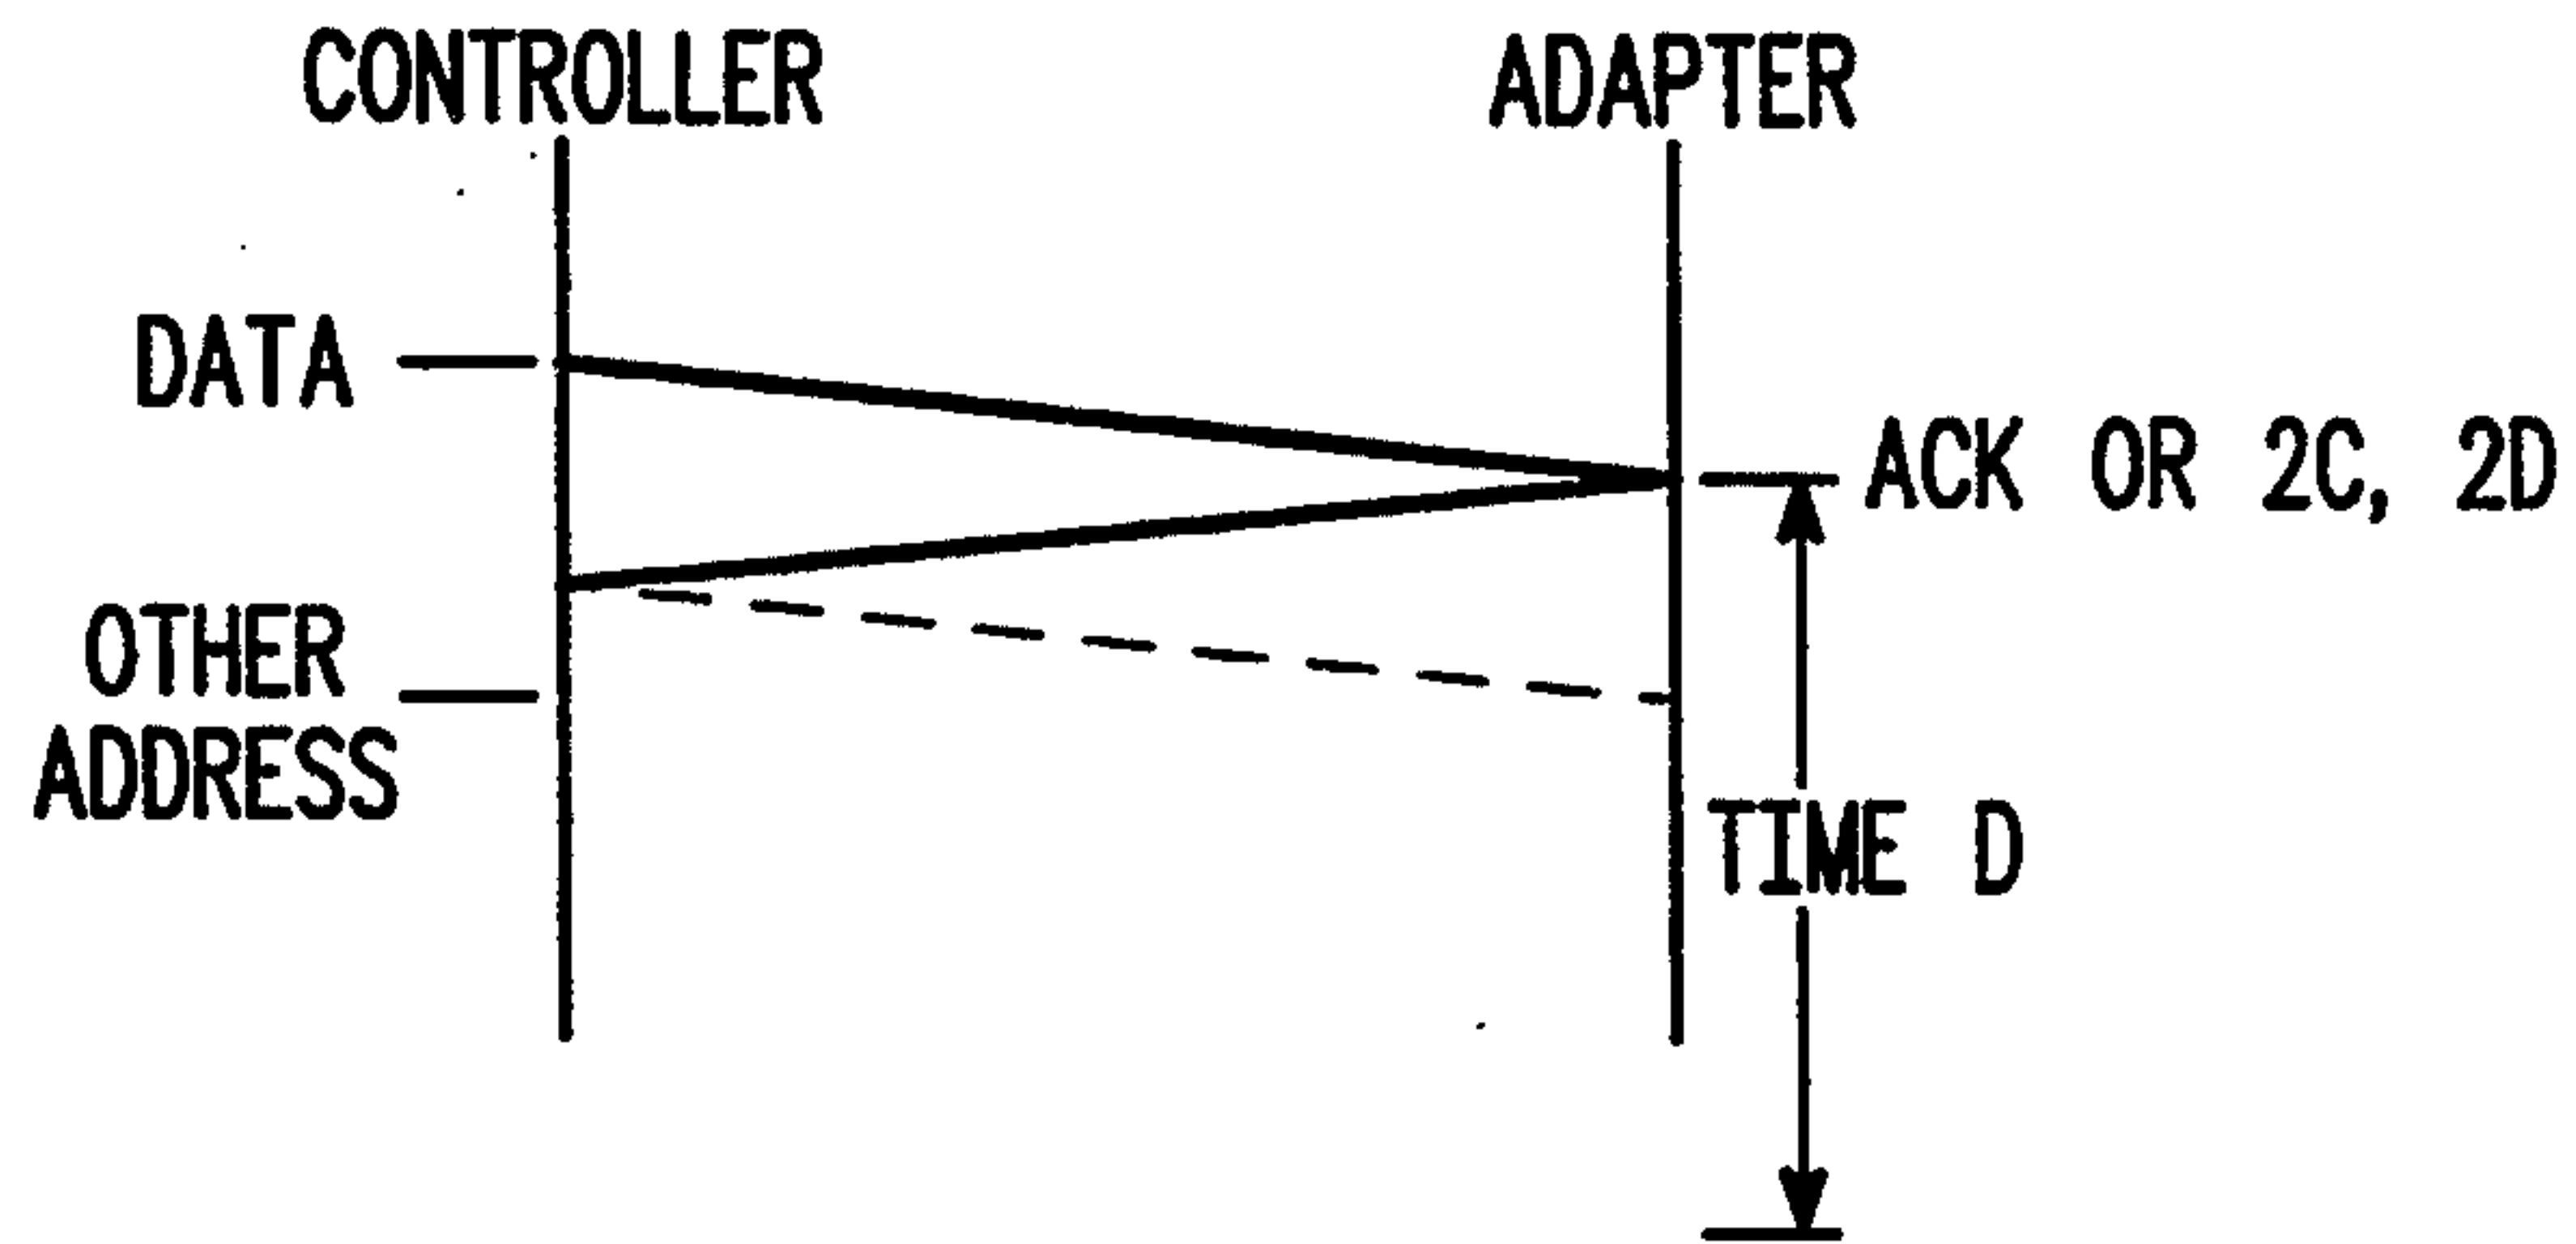 CONTROLLER
ADAPTER
DATA
ACK OR 2C, 2D
OTHER
ADDRESS
TIME D